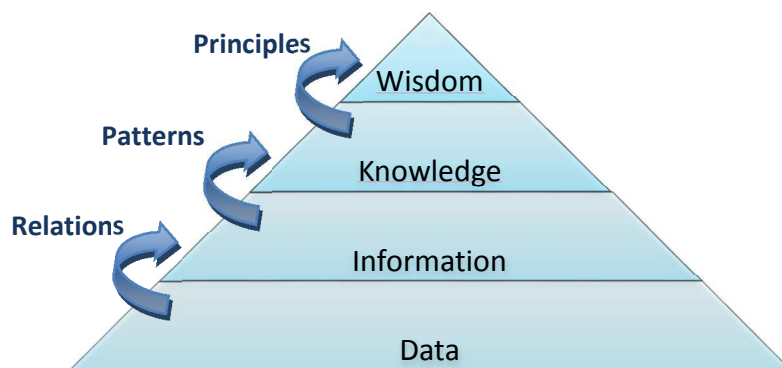 Principles
Wisdom
Patterns
Knowledge
Relations
Information
Data